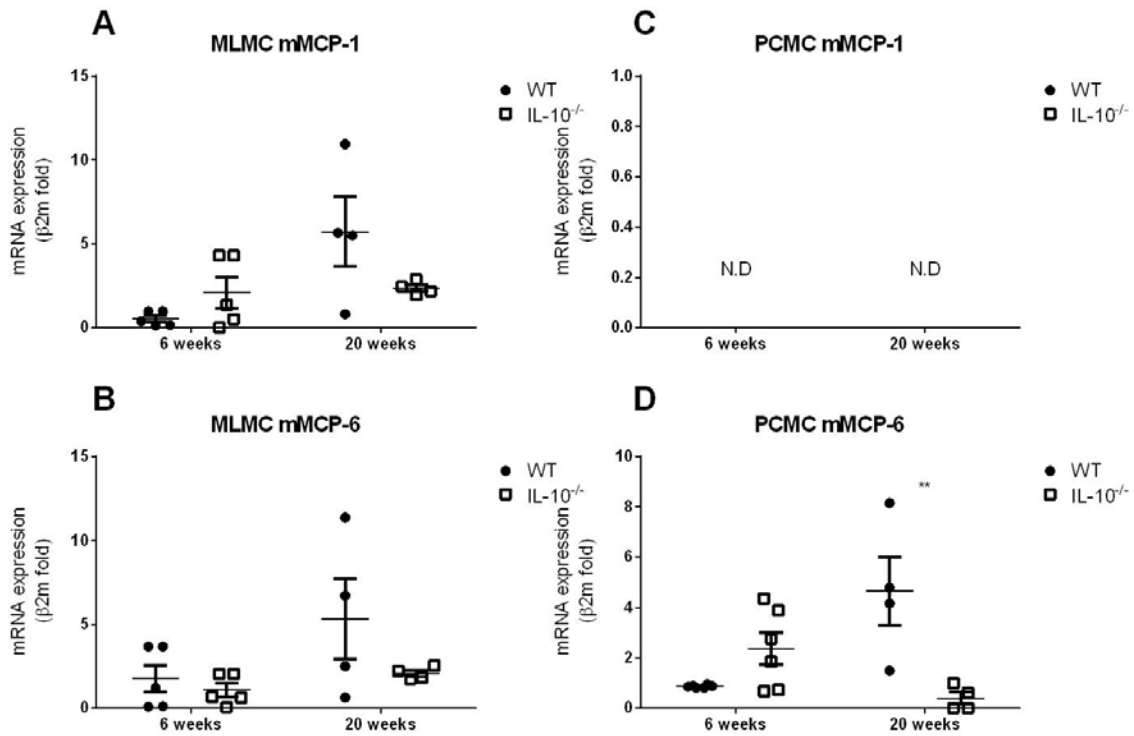 A
MLMC mMCP-1
mRNA expression
(β2m fold)
15
10
5
0
6 weeks
20 weeks
WT
IL-10-/-
C
PCMC mMCP-1
mRNA expression
(β2m fold)
1.0
0.8
0.6
0.4
0.2
0.0
N.D
N.D
6 weeks
20 weeks
WT
IL-10-/-
B
MLMC mMCP-6
mRNA expression
(β2m fold)
15
10
5
0
6 weeks
20 weeks
WT
IL-10-/-
D
PCMC mMCP-6
mRNA expression
(β2m fold)
10
8
6
4
2
0
**
6 weeks
20 weeks
WT
IL-10-/-